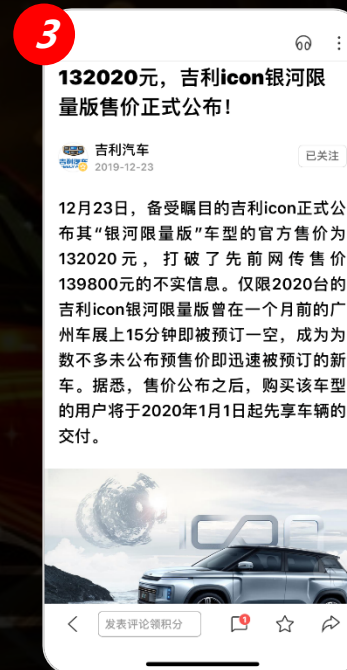 3
132020元，吉利icon银河限
量版售价正式公布！
吉利汽车
2019-12-23
已关注
12月23日，备受瞩目的吉利icon正式公
布其“银河限量版”车型的官方售价为
132020元，打破了先前网传售价
139800元的不实信息。仅限2020台的
吉利icon银河限量版曾在一个月前的广
州车展上15分钟即被预订一空，成为为
数不多未公布预售价即迅速被预订的新
车。据悉，售价公布之后，购买该车型
的用户将于2020年1月1日起先享车辆的
交付。
icon
发表评论领积分
1